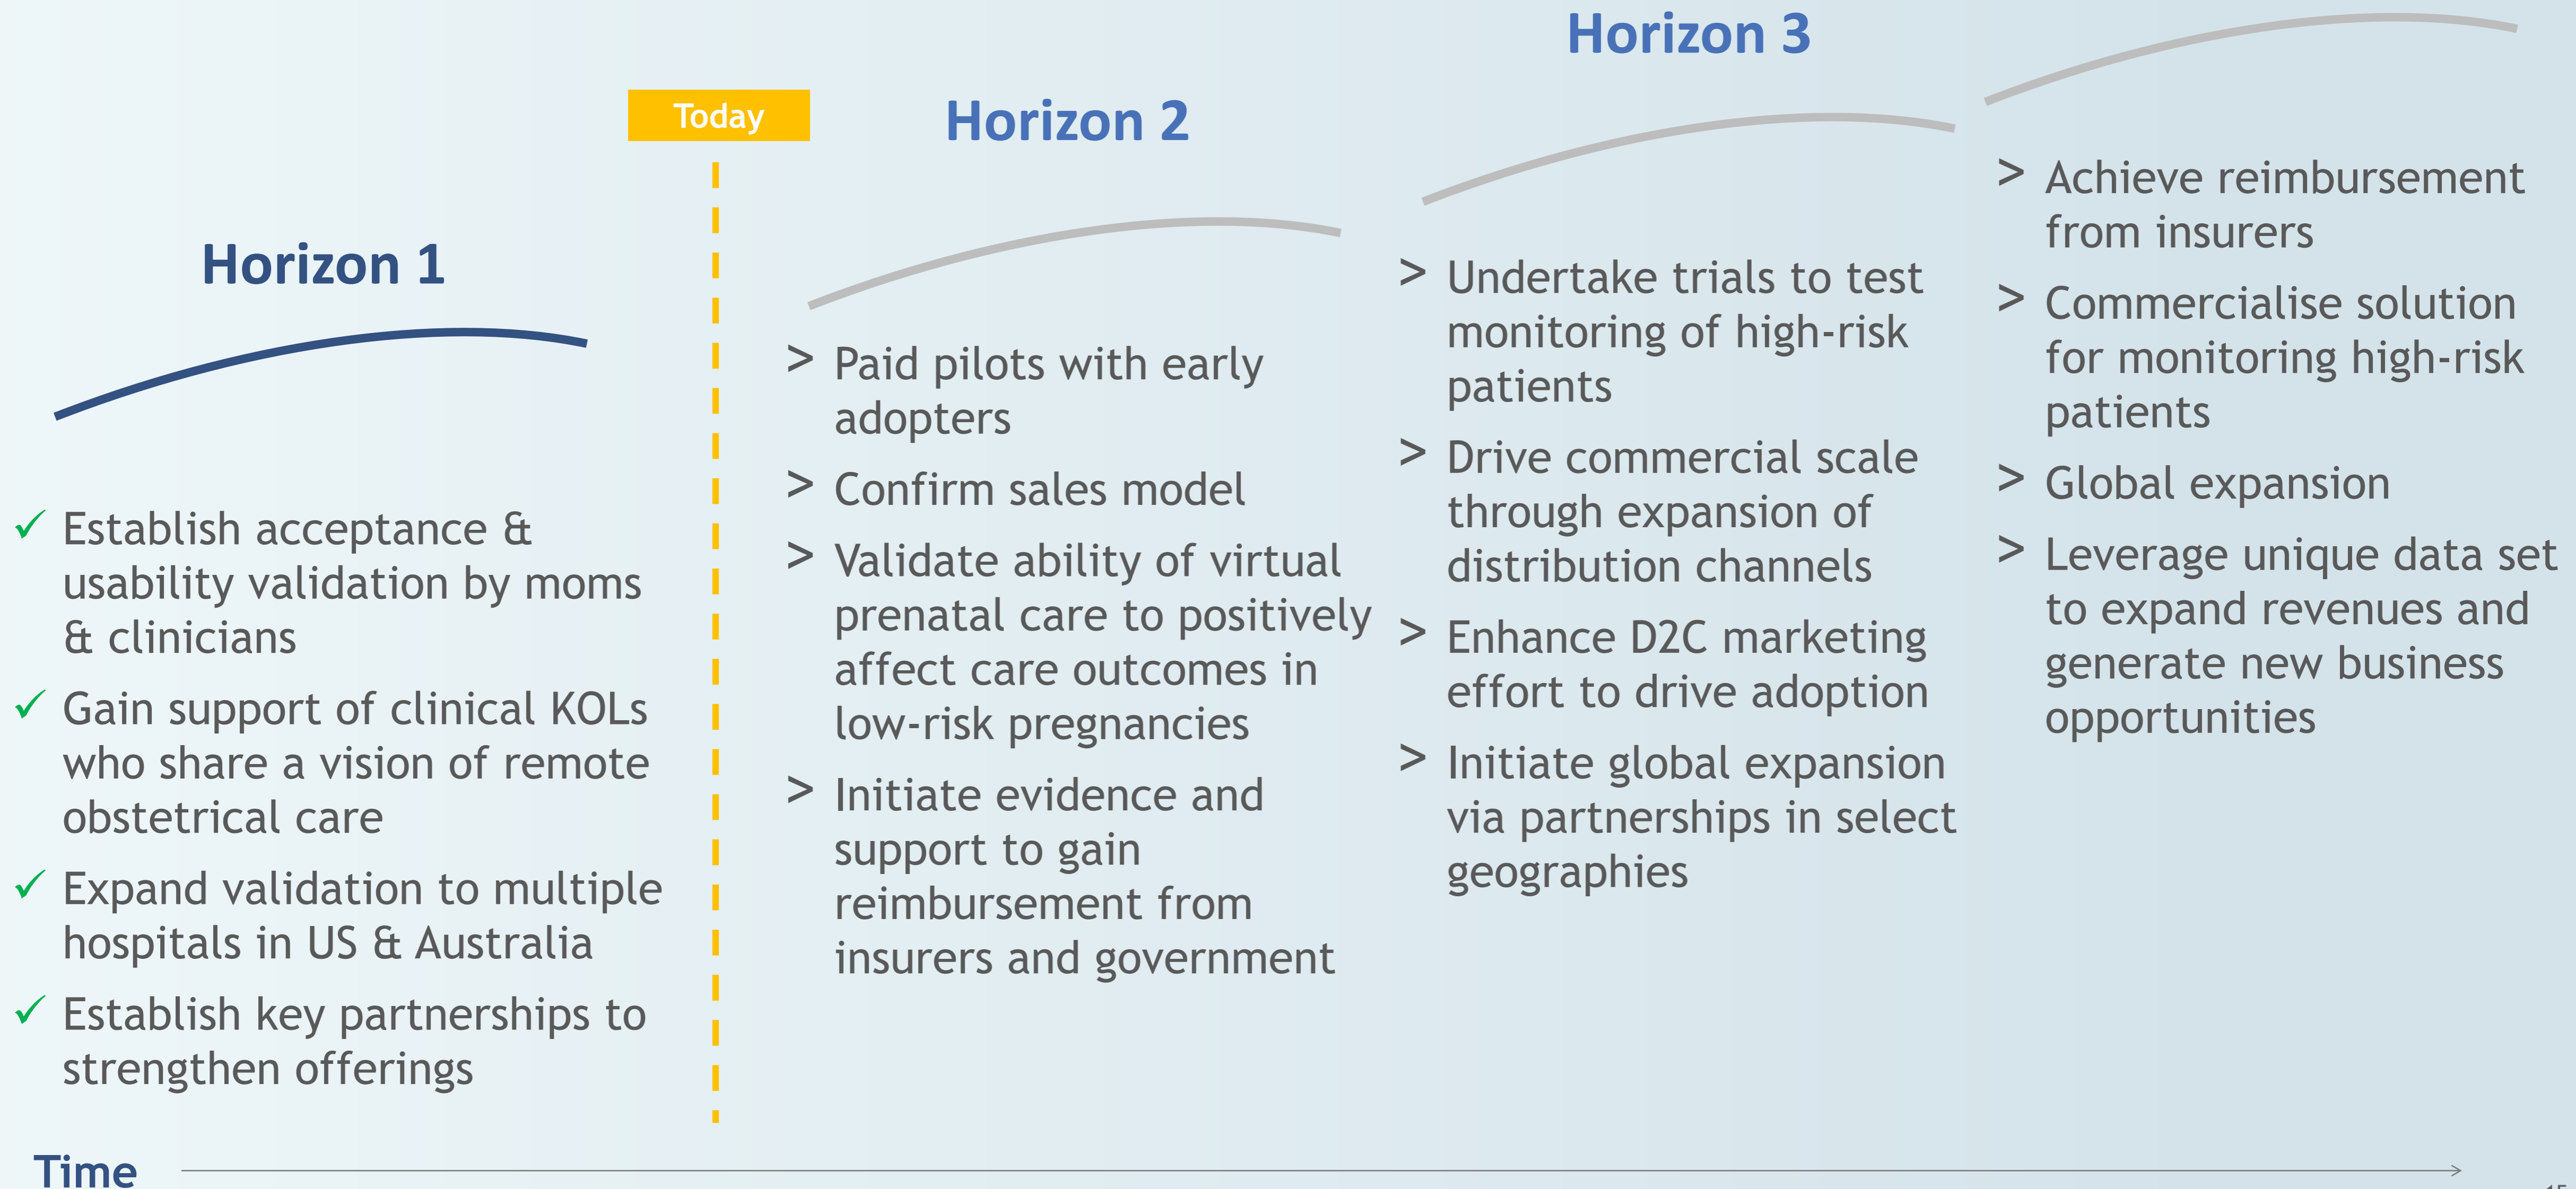 Horizon 1
✓ Establish acceptance &
usability validation by moms
& clinicians
✓ Gain support of clinical KOLs
who share a vision of remote
obstetrical care
✓ Expand validation to multiple
hospitals in US & Australia
✓ Establish key partnerships to
strengthen offerings
Today
Horizon 2
> Paid pilots with early
adopters
> Confirm sales model
> Validate ability of virtual
prenatal care to positively
affect care outcomes in
low-risk pregnancies
> Initiate evidence and
support to gain
reimbursement from
insurers and government
Horizon 3
> Undertake trials to test
monitoring of high-risk
patients
> Drive commercial scale
through expansion of
distribution channels
> Enhance D2C marketing
effort to drive adoption
> Initiate global expansion
via partnerships in select
geographies
> Achieve reimbursement
from insurers
> Commercialise solution
for monitoring high-risk
patients
> Global expansion
> Leverage unique data set
to expand revenues and
generate new business
opportunities
Time